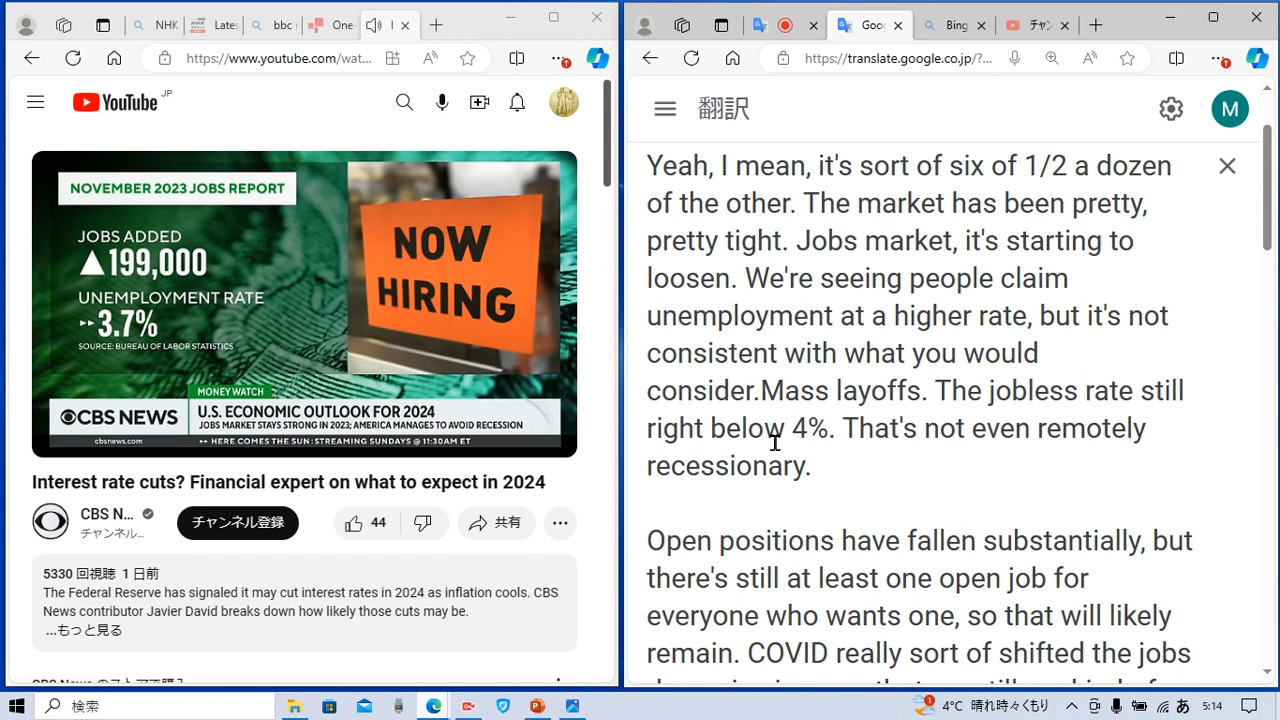 NHK
Lates
bbc r
One-
https://www.youtube.com/wat...
YouTube JP
NOVEMBER 2023 JOBS REPORT
JOBS ADDED
▲199,000
UNEMPLOYMENT RATE
3.7%
SOURCE: BUREAU OF LABOR STATISTICS
NOW
HIRING
MONEY WATCH
CBS NEWS
U.S. ECONOMIC OUTLOOK FOR 2024
JOBS MARKET STAYS STRONG IN 2023; AMERICA MANAGES TO AVOID RECESSION
cbsnews.com
HERE COMES THE SUN: STREAMING SUNDAYS @ 11:30AM ET
Interest rate cuts? Financial expert on what to expect in 2024
CBS N...
チャンネル...
チャンネル登録
44
共有
5330 回視聴 1 日前
The Federal Reserve has signaled it may cut interest rates in 2024 as inflation cools. CBS
News contributor Javier David breaks down how likely those cuts may be.
...もっと見る
Goo
Bing
チャン
https://translate.google.co.jp/?...
翻訳
M
Yeah, I mean, it's sort of six of 1/2 a dozen
of the other. The market has been pretty,
pretty tight. Jobs market, it's starting to
loosen. We're seeing people claim
unemployment at a higher rate, but it's not
consistent with what you would
consider.Mass layoffs. The jobless rate still
right below 4%. That's not even remotely
recessionary.
Open positions have fallen substantially, but
there's still at least one open job for
everyone who wants one, so that will likely
remain. COVID really sort of shifted the jobs
検索
1
4°C 晴れ時々くもり
あ
5:14